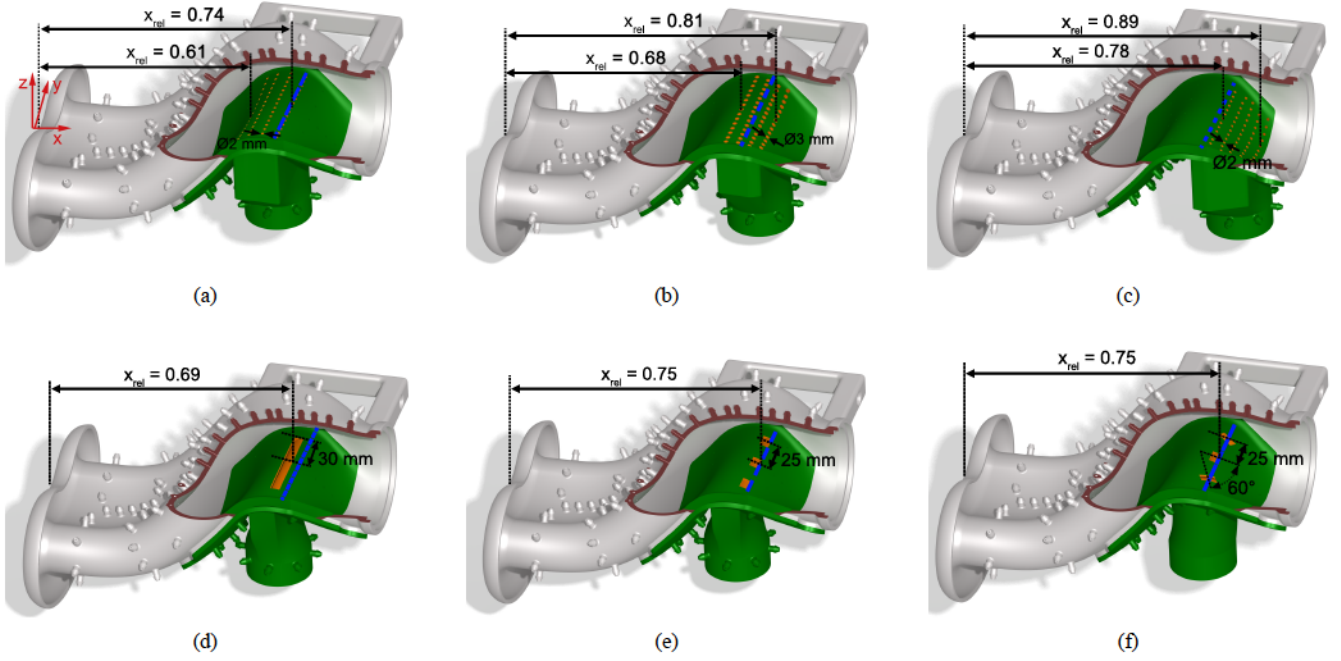 x_rel = 0.74
x_rel = 0.61
z
y
x
Ø2 mm
(a)
x_rel = 0.81
x_rel = 0.68
Ø3 mm
(b)
x_rel = 0.89
x_rel = 0.78
Ø2 mm
(c)
x_rel = 0.69
30 mm
(d)
x_rel = 0.75
25 mm
(e)
x_rel = 0.75
25 mm
60°
(f)